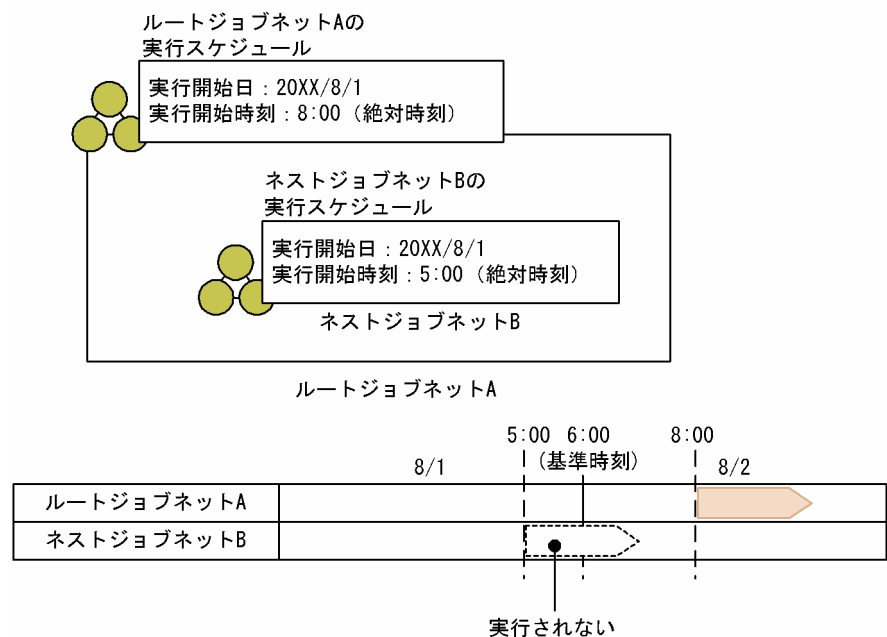 ルートジョブネットAの
実行スケジュール
実行開始日：20XX/8/1
実行開始時刻：8:00（絶対時刻）
ネストジョブネットBの
実行スケジュール
実行開始日：20XX/8/1
実行開始時刻：5:00（絶対時刻）
ネストジョブネットB
ルートジョブネットA
5:00 6:00 8:00
8/1 （基準時刻） 8/2
ルートジョブネットA
ネストジョブネットB
実行されない